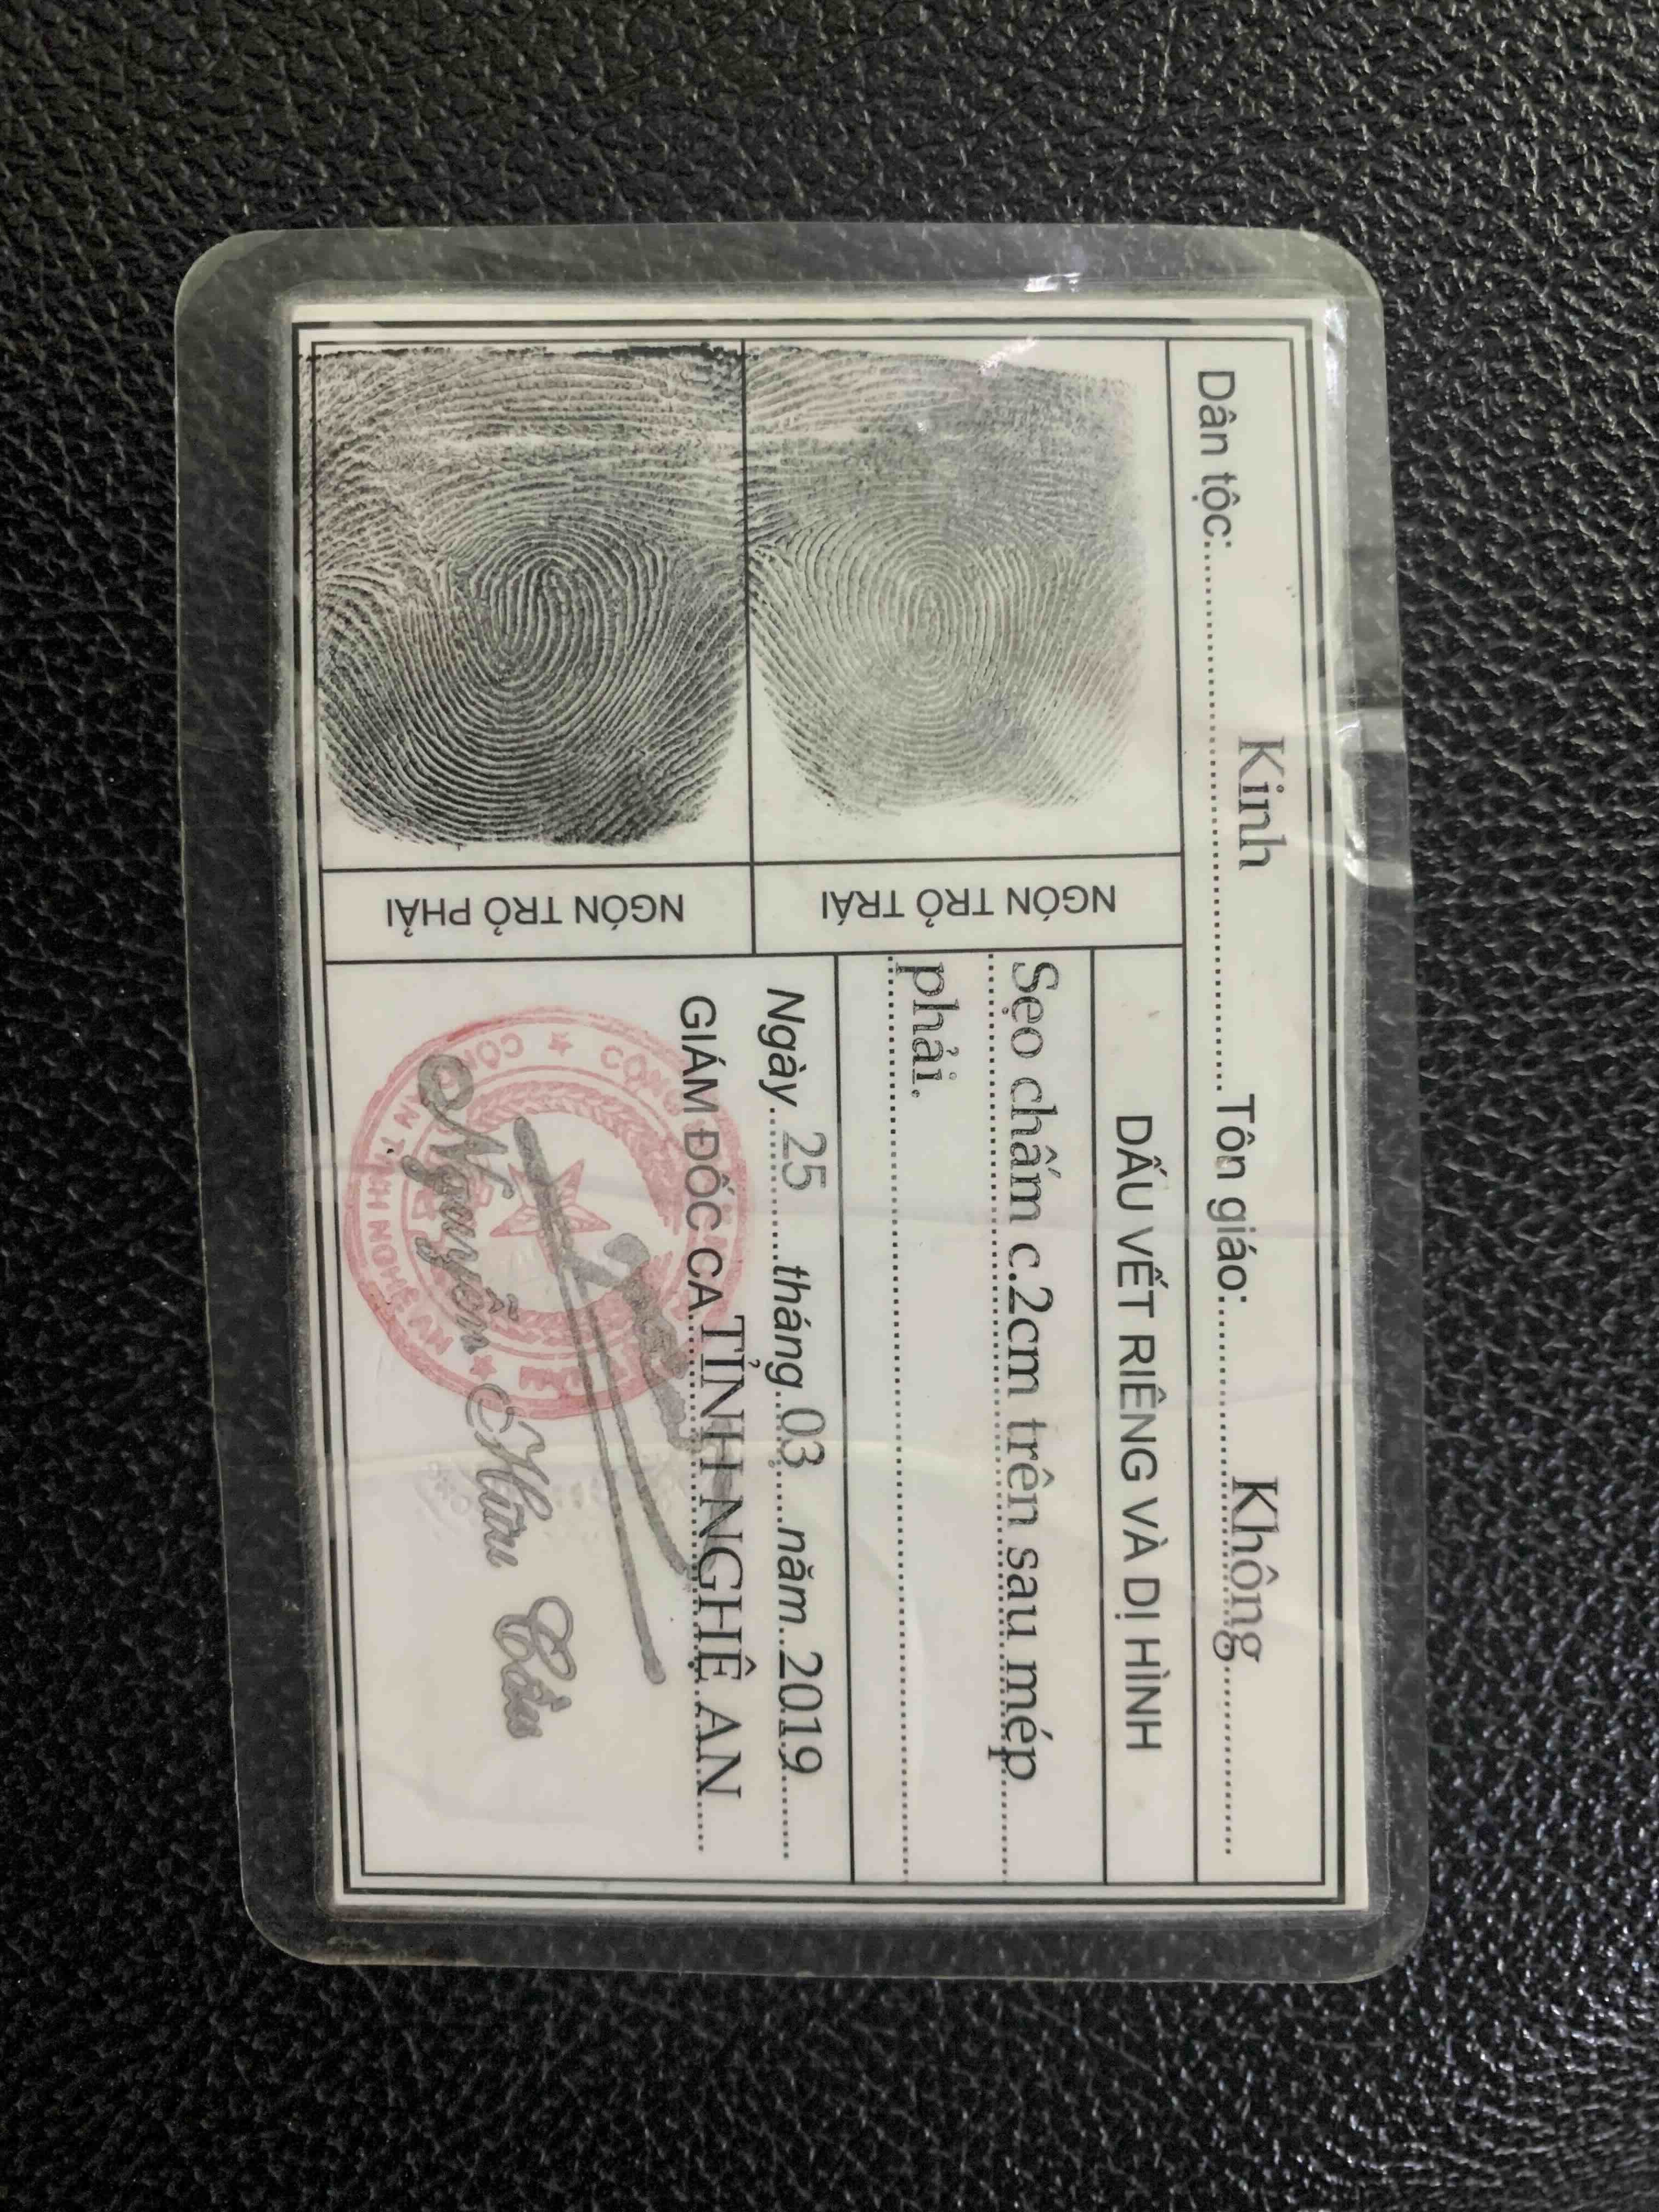 Dân tộc: Kinh Tôn giáo: Không
NGÓN TRỎ TRÁI
NGÓN TRỎ PHẢI
DẤU VẾT RIÊNG VÀ DỊ HÌNH
Sẹo chấm c.2cm trên sau mép
phải.
Ngày 25 tháng 03 năm 2019
GIÁM ĐỐC CA TỈNH NGHỆ AN
Nguyễn Hữu Cầu